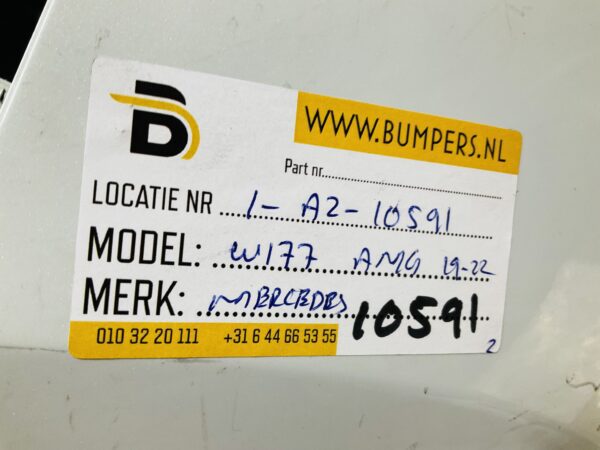 B
WWW.BUMPERS.NL
Part nr.
LOCATIE NR 1-A2-10591
MODEL: W177 AMG 19-22
MERK: MERCEDES 10591
010 32 20 111 +31 6 44 66 53 55
2